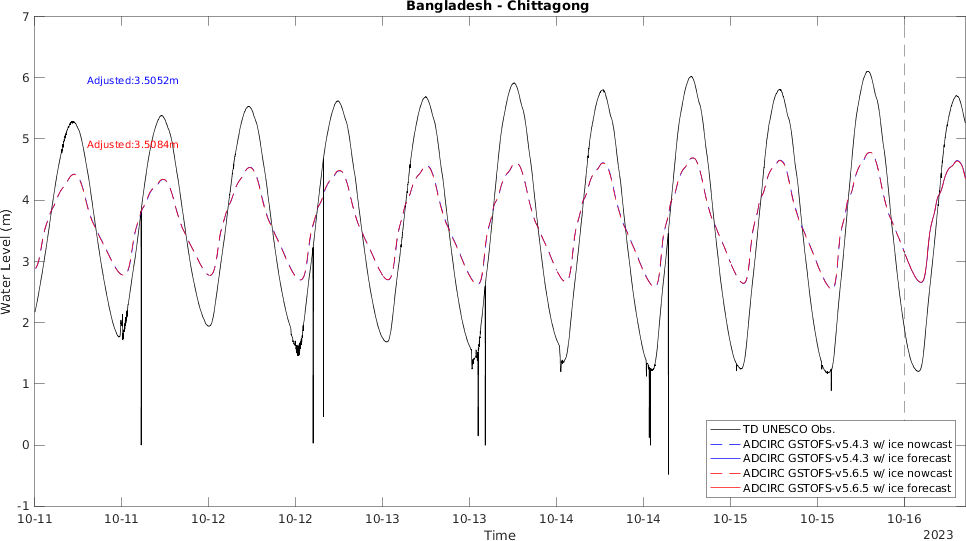 Bangladesh - Chittagong
7
6
5
4
3
2
1
0
-1
Water Level (m)
Adjusted:3.5052m
Adjusted:3.5084m
TD UNESCO Obs.
ADCIRC GSTOFS-v5.4.3 w/ ice nowcast
ADCIRC GSTOFS-v5.4.3 w/ ice forecast
ADCIRC GSTOFS-v5.6.5 w/ ice nowcast
ADCIRC GSTOFS-v5.6.5 w/ ice forecast
10-11 10-11 10-12 10-12 10-13 10-13 10-14 10-14 10-15 10-15 10-16
Time
2023